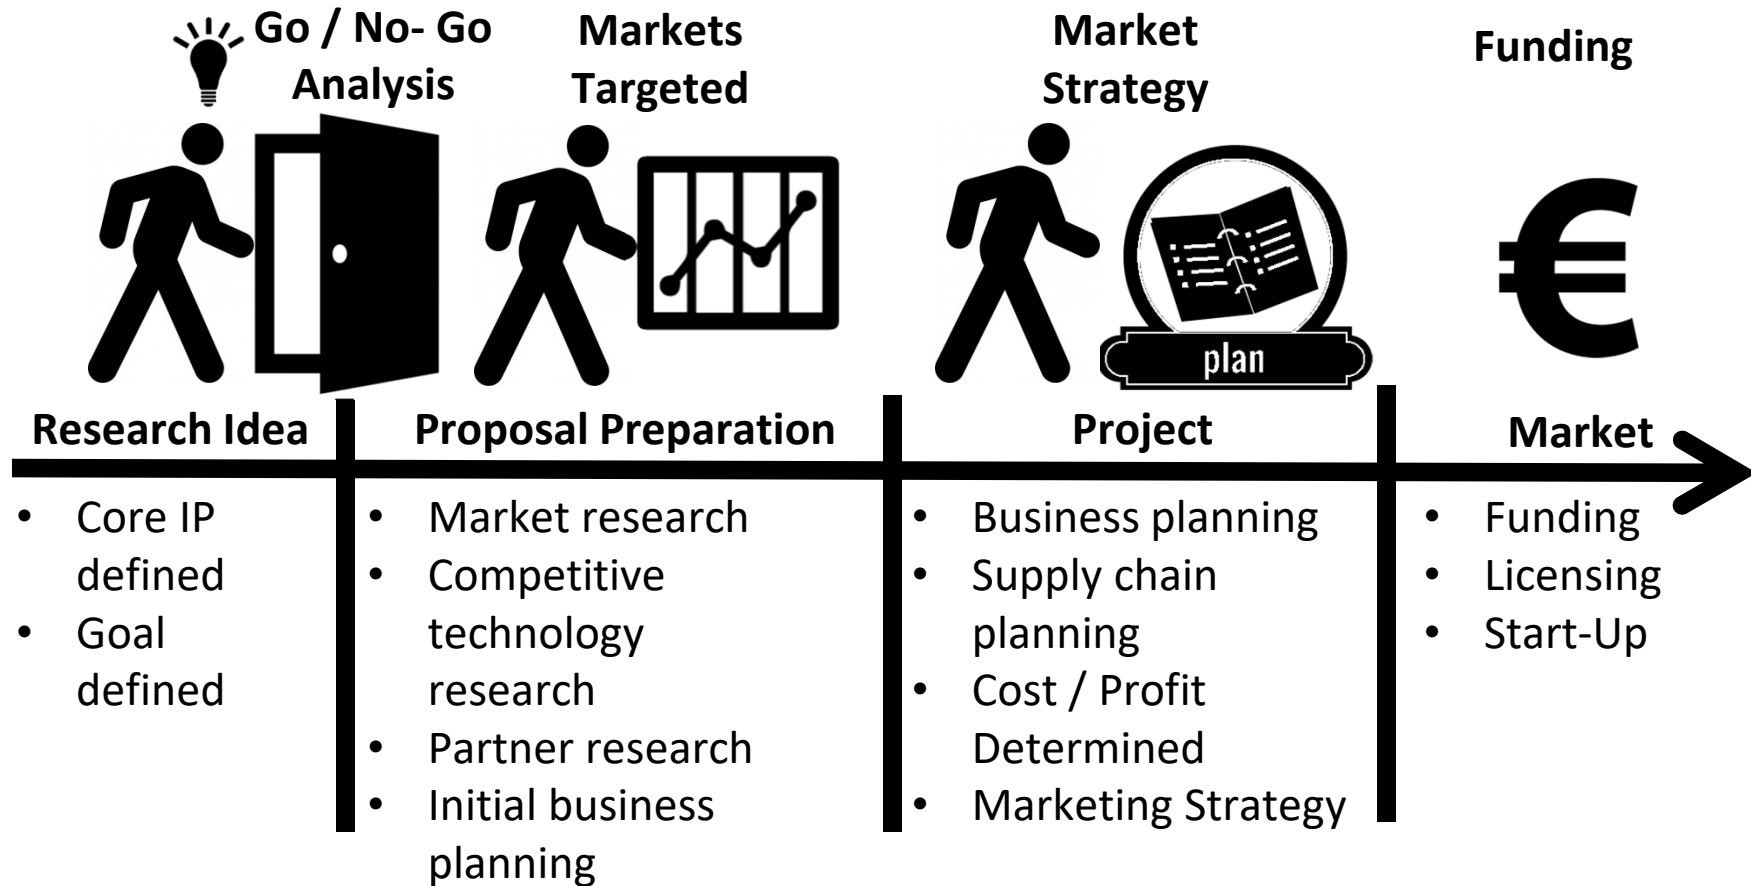 Go / No- Go
Analysis
Markets
Targeted
Market
Strategy
Funding
plan
Research Idea
Proposal Preparation
Project
Market
• Core IP
defined
• Goal
defined
• Market research
• Competitive
technology
research
• Partner research
• Initial business
planning
• Business planning
• Supply chain
planning
• Cost / Profit
Determined
• Marketing Strategy
• Funding
• Licensing
• Start-Up